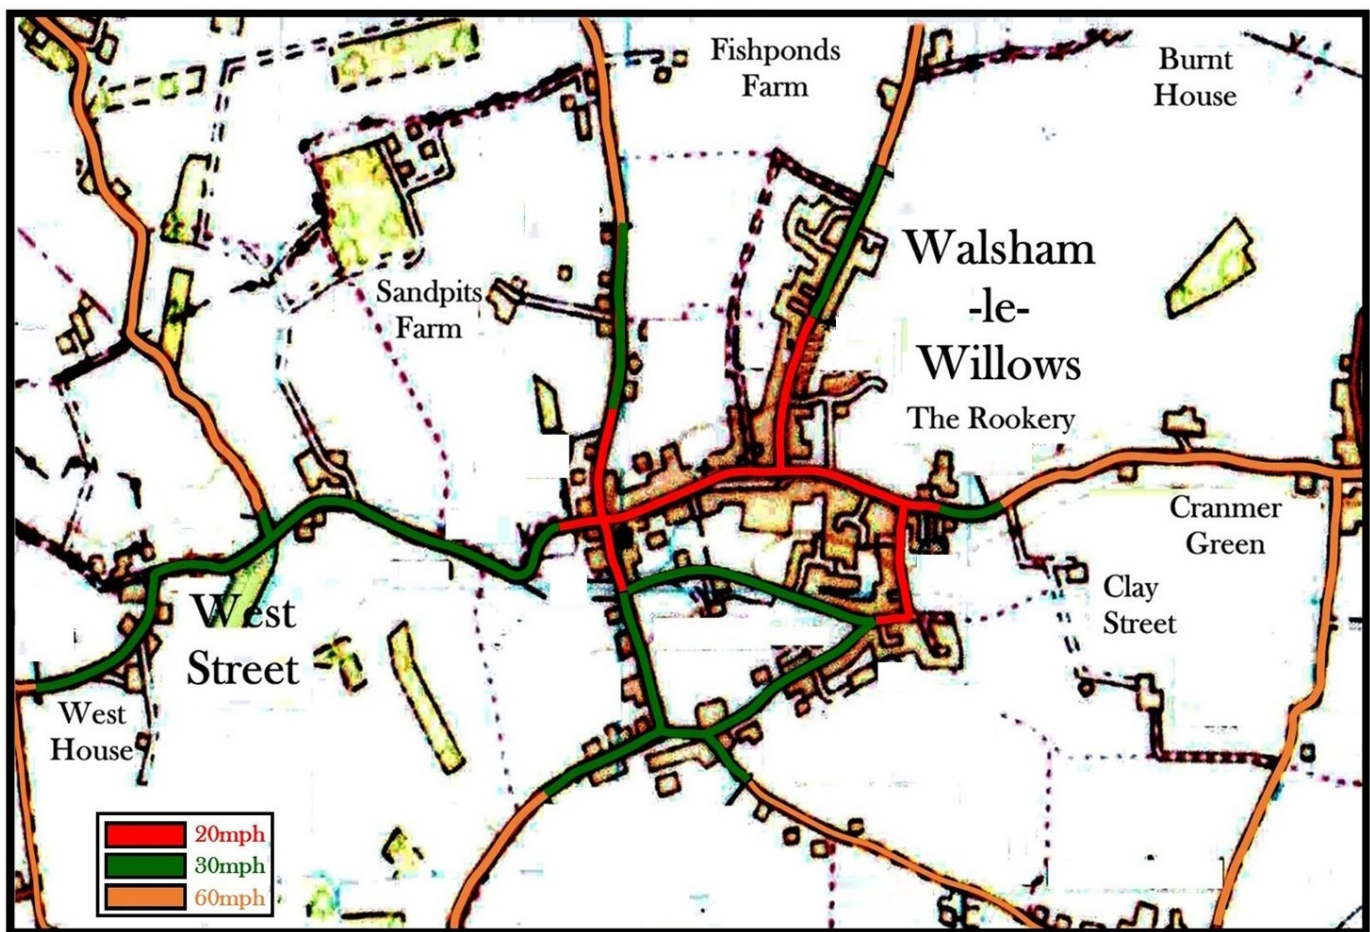 Fishponds
Farm
Burnt
House
Walsham
-le-
Willows
Sandpits
Farm
The Rookery
Cranmer
Green
Clay
Street
West
Street
West
House
20mph
30mph
60mph